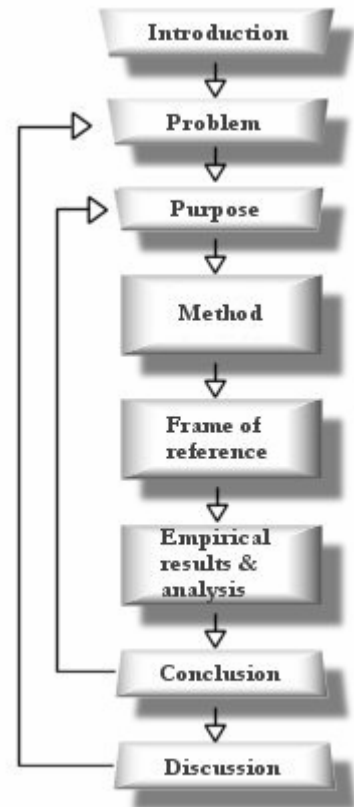 Introduction
Problem
Purpose
Method
Frame of
reference
Empirical
results &
analysis
Conclusion
Discussion